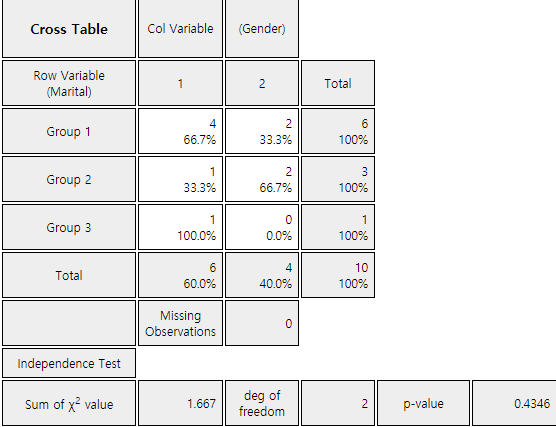 Cross Table Col Variable (Gender)
Row Variable
(Marital) 1 2 Total
Group 1 4 2 6
66.7% 33.3% 100%
Group 2 1 2 3
33.3% 66.7% 100%
Group 3 1 0 1
100.0% 0.0% 100%
Total 6 4 10
60.0% 40.0% 100%
Missing
Observations 0
Independence Test
Sum of χ² value 1.667 deg of
freedom 2 p-value 0.4346